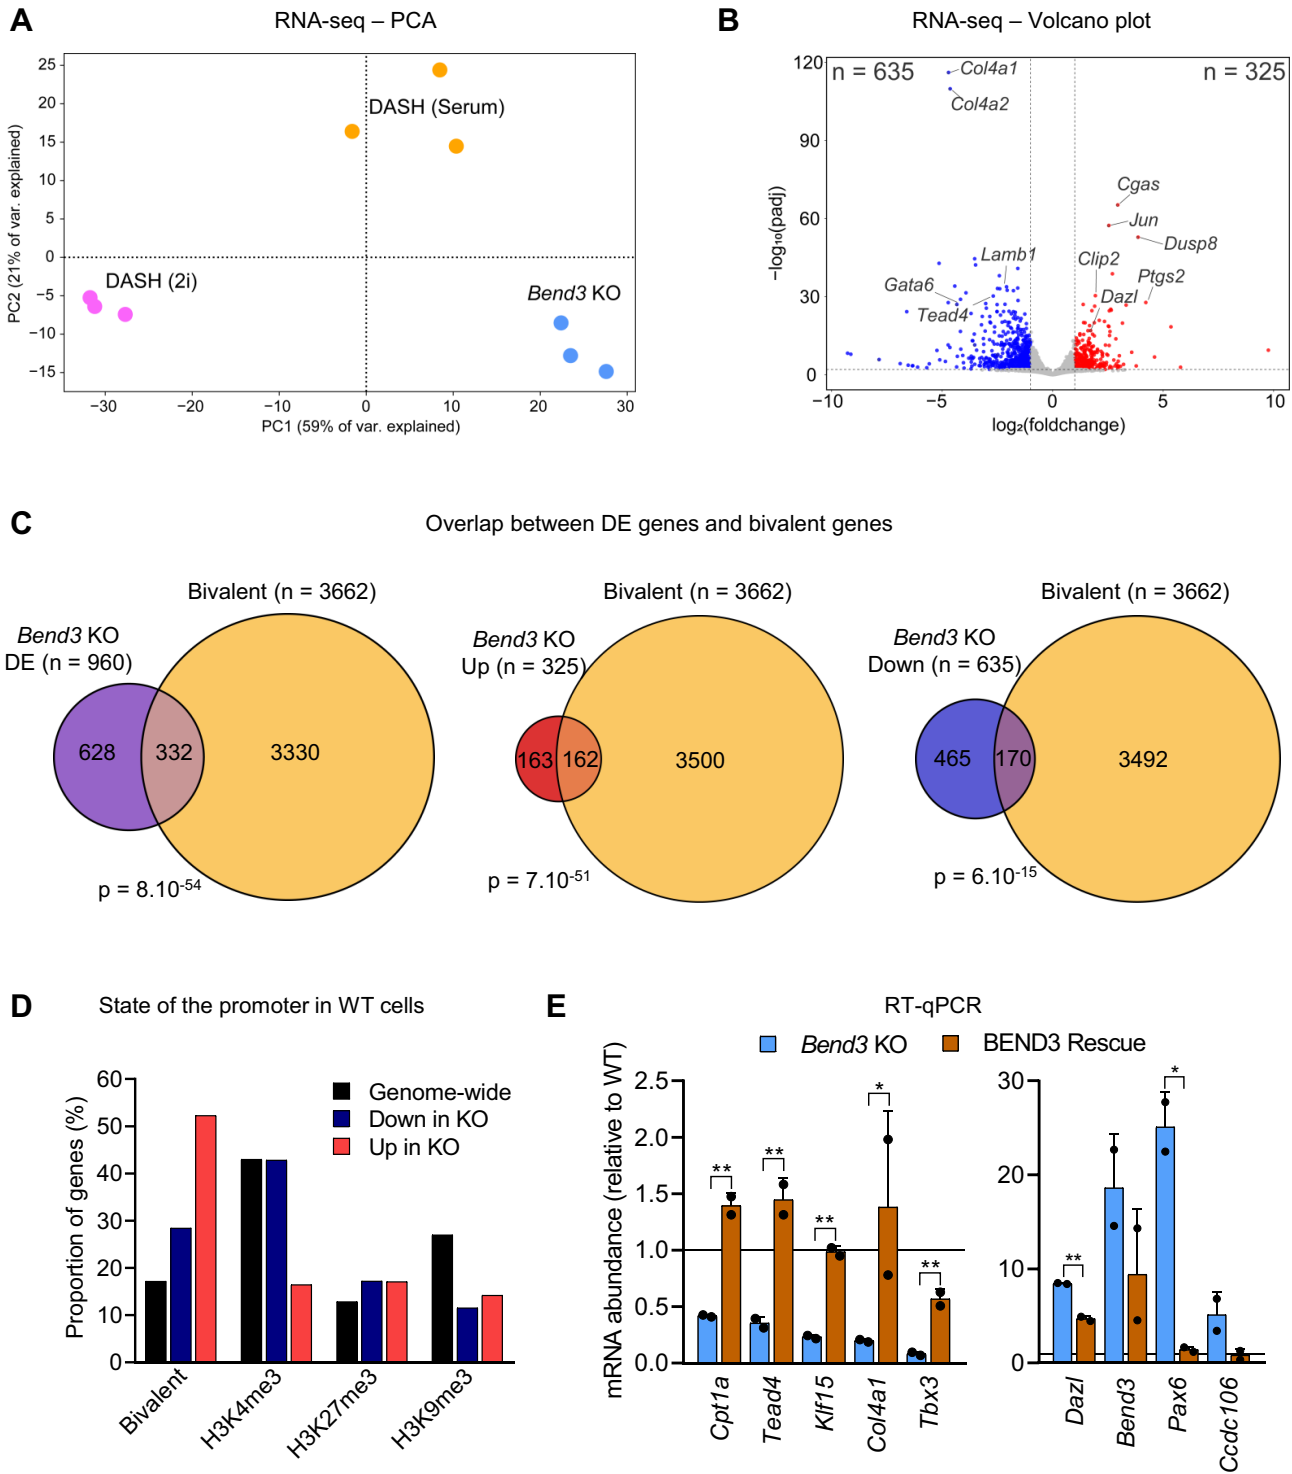 A
RNA-seq – PCA
25
20
15
10
5
0
−5
−10
−15
PC2 (21% of var. explained)
DASH (Serum)
DASH (2i)
Bend3 KO
−30
−20
−10
0
10
20
30
PC1 (59% of var. explained)
B
RNA-seq – Volcano plot
n = 635
n = 325
120
90
60
30
0
−log₁₀(padj)
Col4a1
Col4a2
Cgas
Jun
Dusp8
Lamb1
Clip2
Gata6
Ptgs2
Dazl
Tead4
−10
−5
0
5
10
log₂(foldchange)
C
Overlap between DE genes and bivalent genes
Bivalent (n = 3662)
Bend3 KO
DE (n = 960)
628
332
3330
p = 8.10-54
Bivalent (n = 3662)
Bend3 KO
Up (n = 325)
163
162
3500
p = 7.10-51
Bivalent (n = 3662)
Bend3 KO
Down (n = 635)
465
170
3492
p = 6.10-15
D
State of the promoter in WT cells
Proportion of genes (%)
60
50
40
30
20
10
0
Genome-wide
Down in KO
Up in KO
Bivalent
H3K4me3
H3K27me3
H3K9me3
E
RT-qPCR
Bend3 KO
BEND3 Rescue
mRNA abundance (relative to WT)
2.5
2.0
1.5
1.0
0.5
0.0
**
**
**
*
**
Cpt1a
Tead4
Klf15
Col4a1
Tbx3
30
20
10
0
**
*
Dazl
Bend3
Pax6
Ccdc106